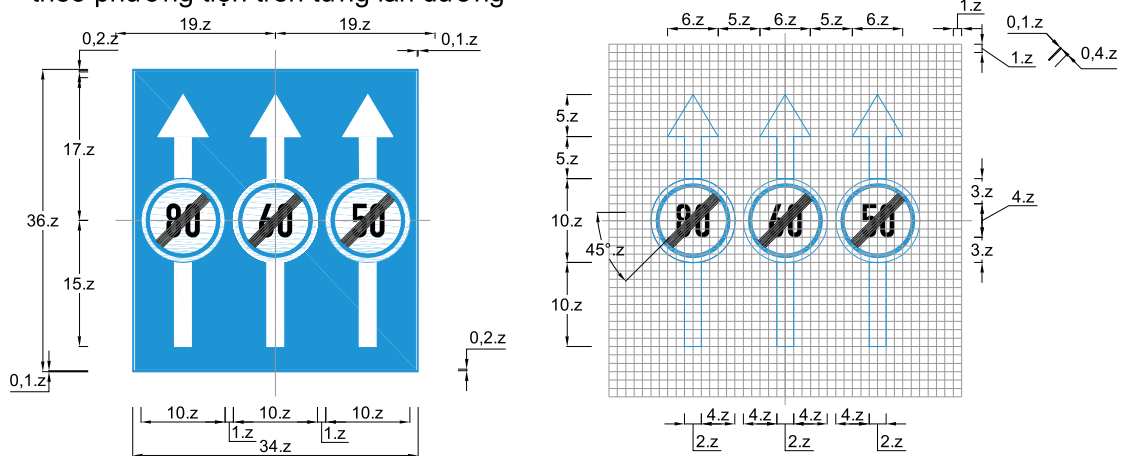 theo phương tiện trên từng làn đường
19.z 19.z
0,2.z
0,1.z
17.z
36.z
15.z
0,1.z
0,2.z
80 60 50
10.z 10.z 10.z
1.z 1.z
34.z
6.z 5.z 6.z 5.z 6.z
1.z
1.z
0,1.z
0,4.z
5.z
5.z
10.z
45°.z
10.z
80 60 50
3.z
4.z
3.z
4.z 4.z 4.z 4.z
2.z 2.z 2.z